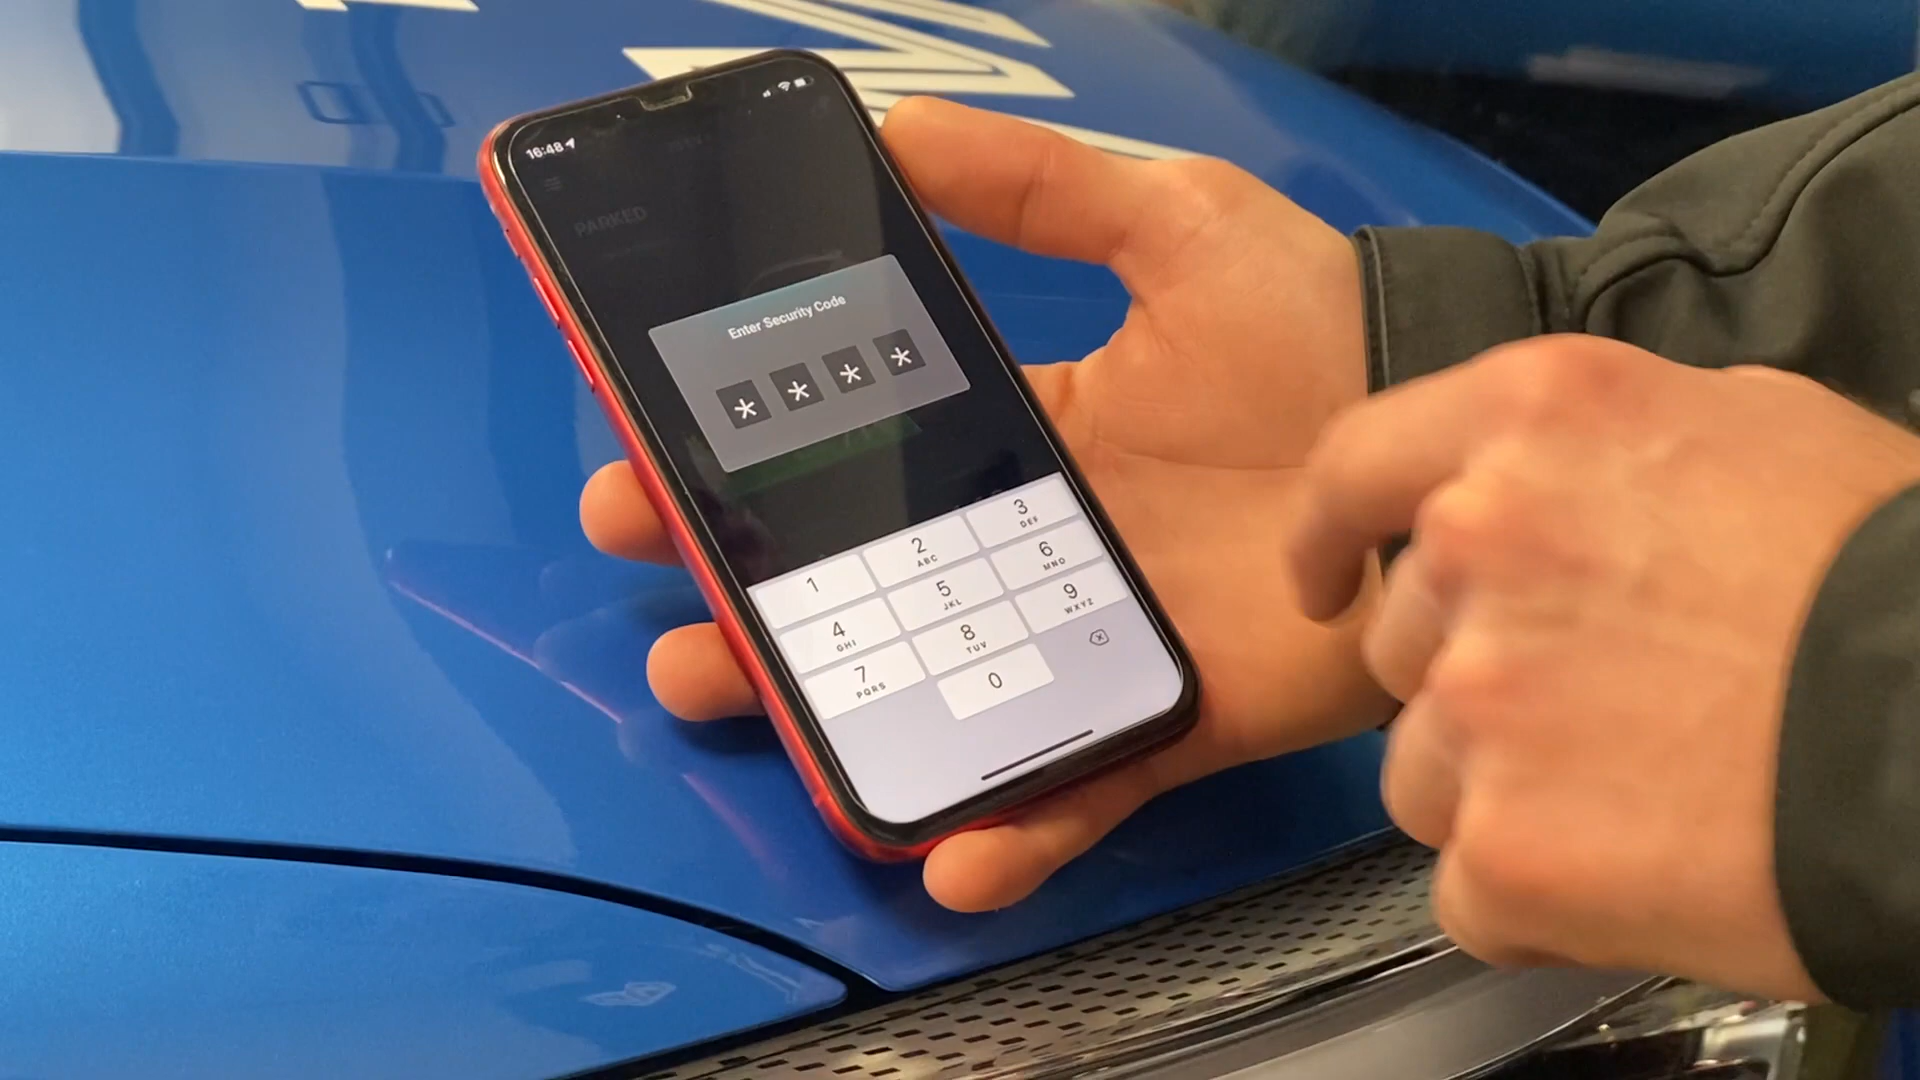 16:48
PARKED
Enter Security Code
* * * *
1
2
ABC
3
DEF
4
GHI
5
JKL
6
MNO
7
PQRS
8
TUV
9
WXYZ
0